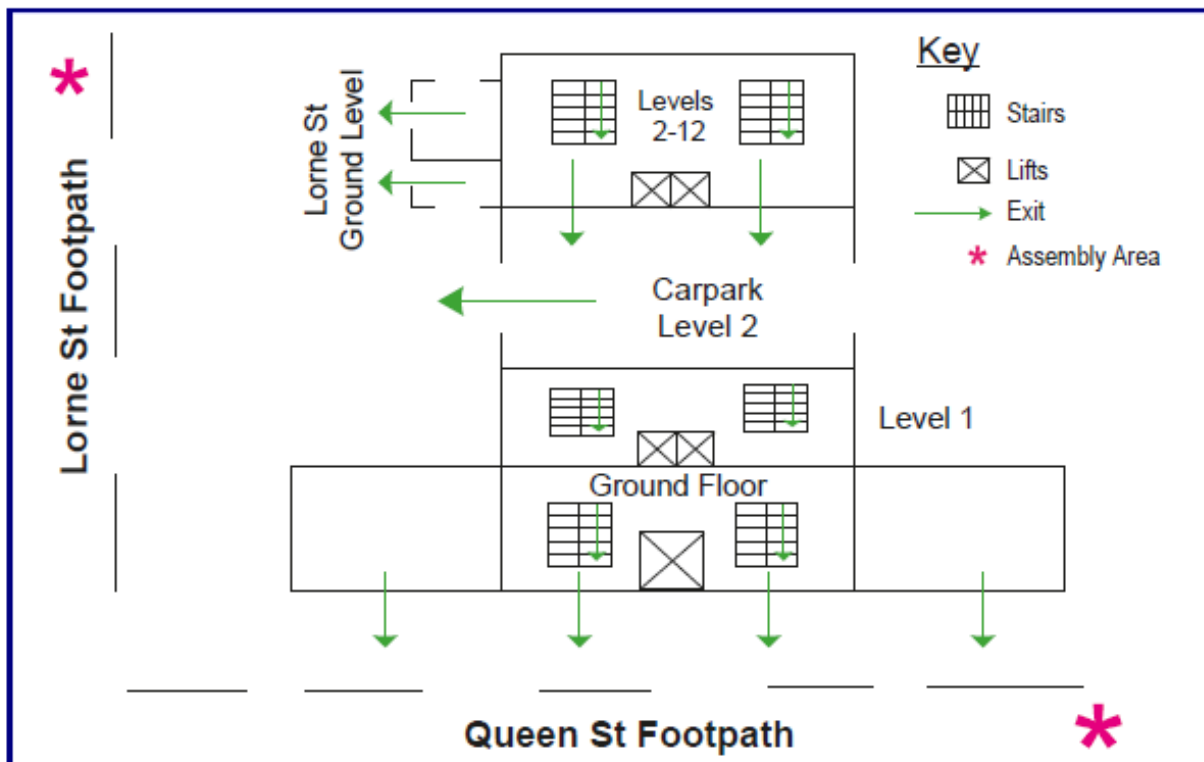 Lorne St Footpath
Lorne St
Ground Level
Levels
2-12
Key
Stairs
Lifts
Exit
Assembly Area
Carpark
Level 2
Level 1
Ground Floor
Queen St Footpath